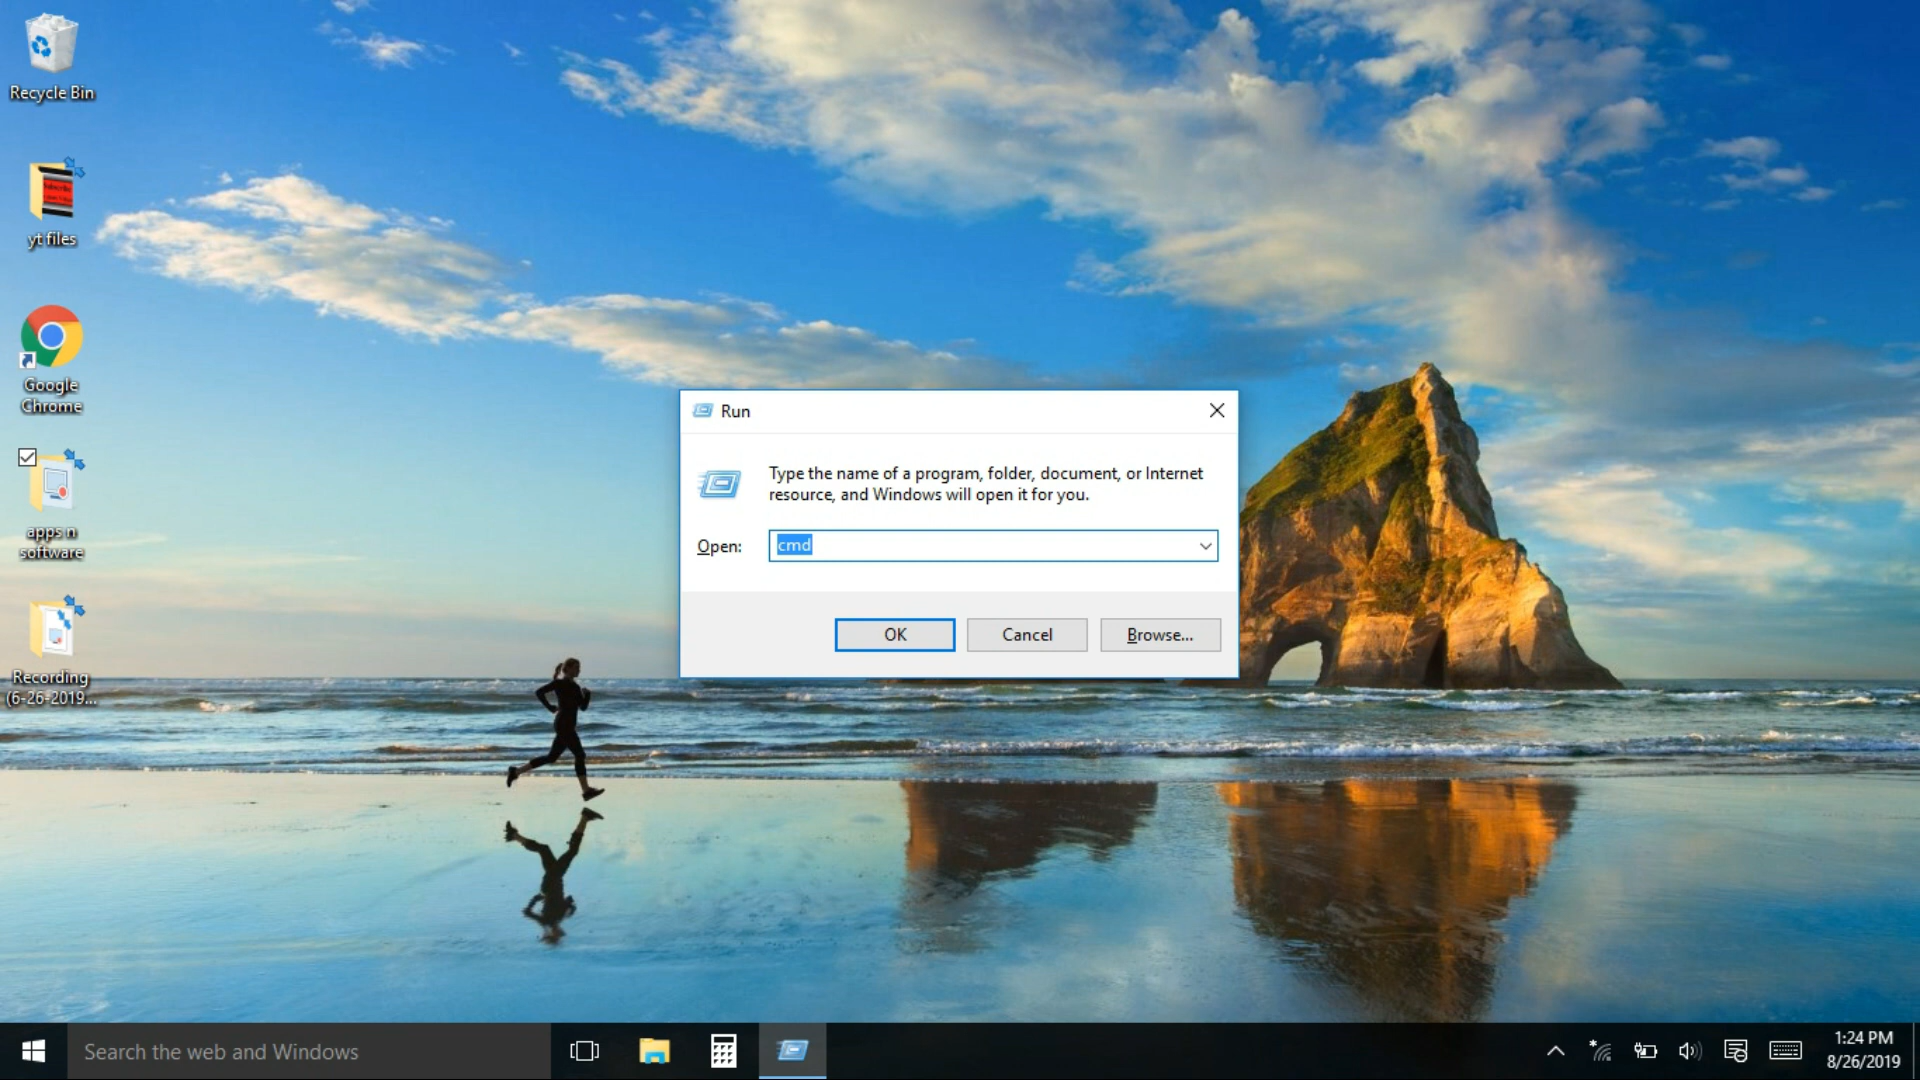 Recycle Bin
yt files
Google
Chrome
apps n
software
Recording
(6-26-2019...
Run
Type the name of a program, folder, document, or Internet
resource, and Windows will open it for you.
Open:
cmd
OK
Cancel
Browse...
Search the web and Windows
1:24 PM
8/26/2019